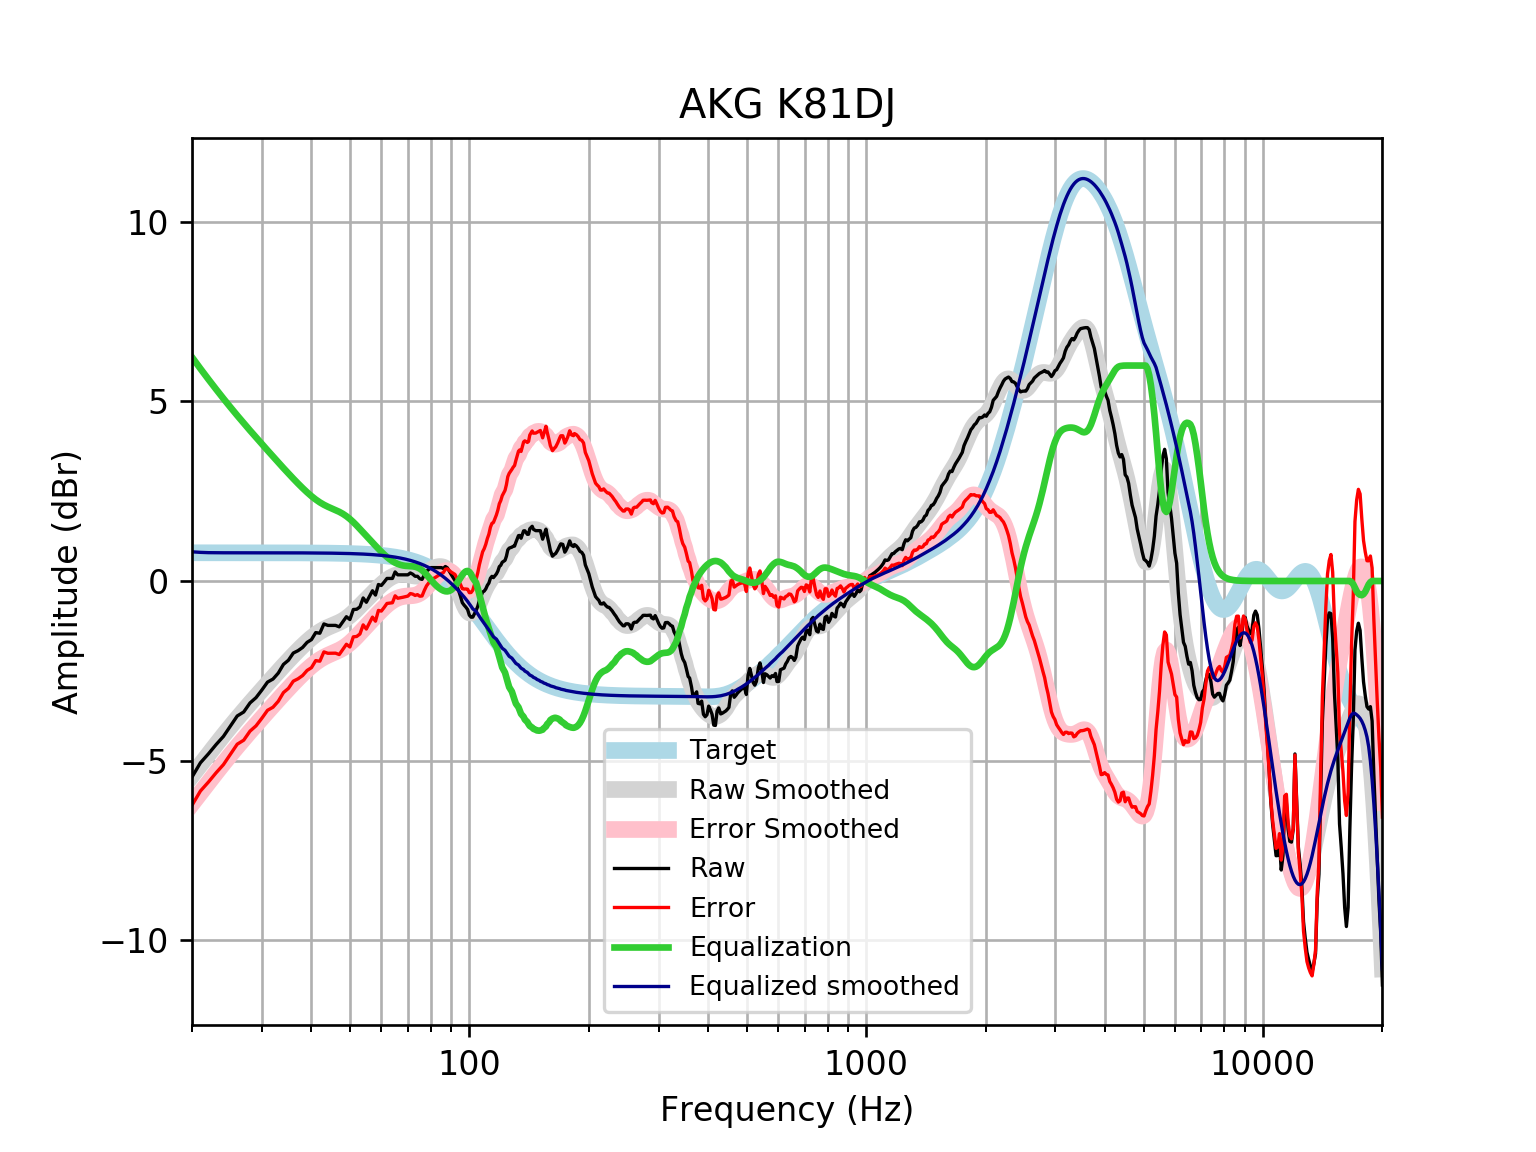 AKG K81DJ
Amplitude (dBr)
10
5
0
−5
−10
Target
Raw Smoothed
Error Smoothed
Raw
Error
Equalization
Equalized smoothed
100
1000
10000
Frequency (Hz)